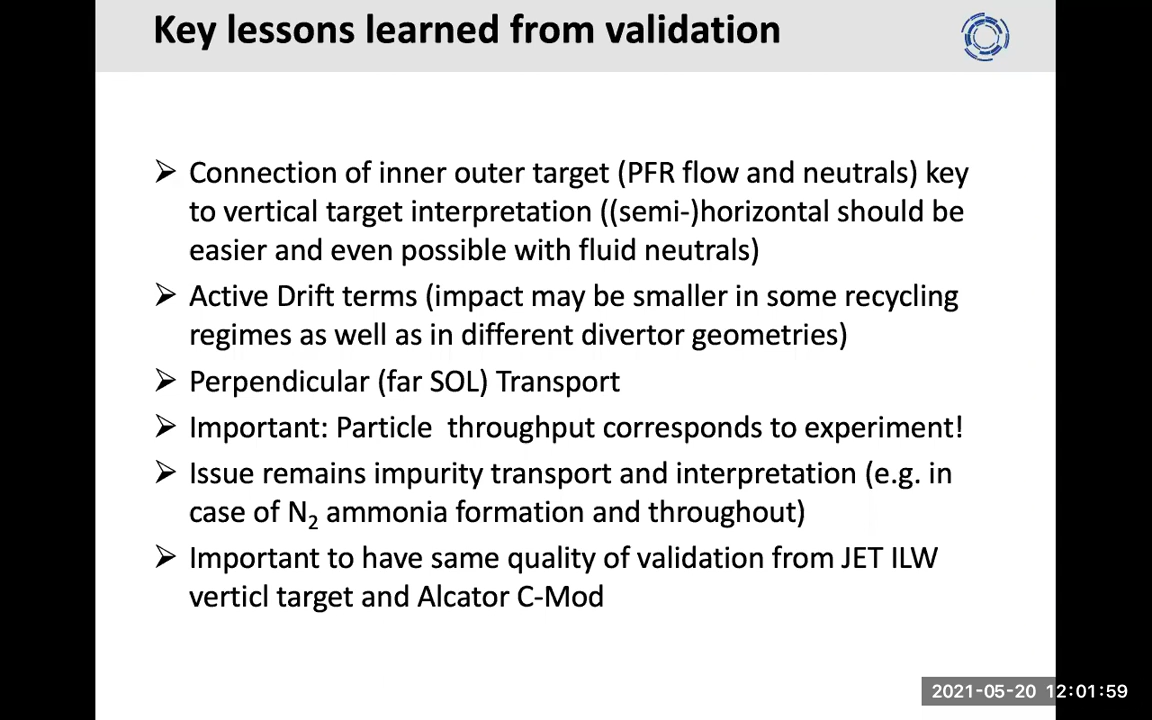 Key lessons learned from validation
➢ Connection of inner outer target (PFR flow and neutrals) key
to vertical target interpretation ((semi-)horizontal should be
easier and even possible with fluid neutrals)
➢ Active Drift terms (impact may be smaller in some recycling
regimes as well as in different divertor geometries)
➢ Perpendicular (far SOL) Transport
➢ Important: Particle  throughput corresponds to experiment!
➢ Issue remains impurity transport and interpretation (e.g. in
case of N₂ ammonia formation and throughout)
➢ Important to have same quality of validation from JET ILW
verticl target and Alcator C-Mod
2021-05-20 12:01:59